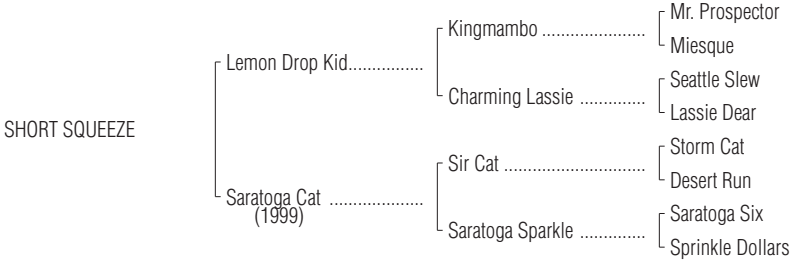 Mr. Prospector
Kingmambo ......................
Miesque
Lemon Drop Kid................
Seattle Slew
Charming Lassie ..............
Lassie Dear
SHORT SQUEEZE
Storm Cat
Sir Cat ..............................
Desert Run
Saratoga Cat ....................
(1999)
Saratoga Six
Saratoga Sparkle ..............
Sprinkle Dollars